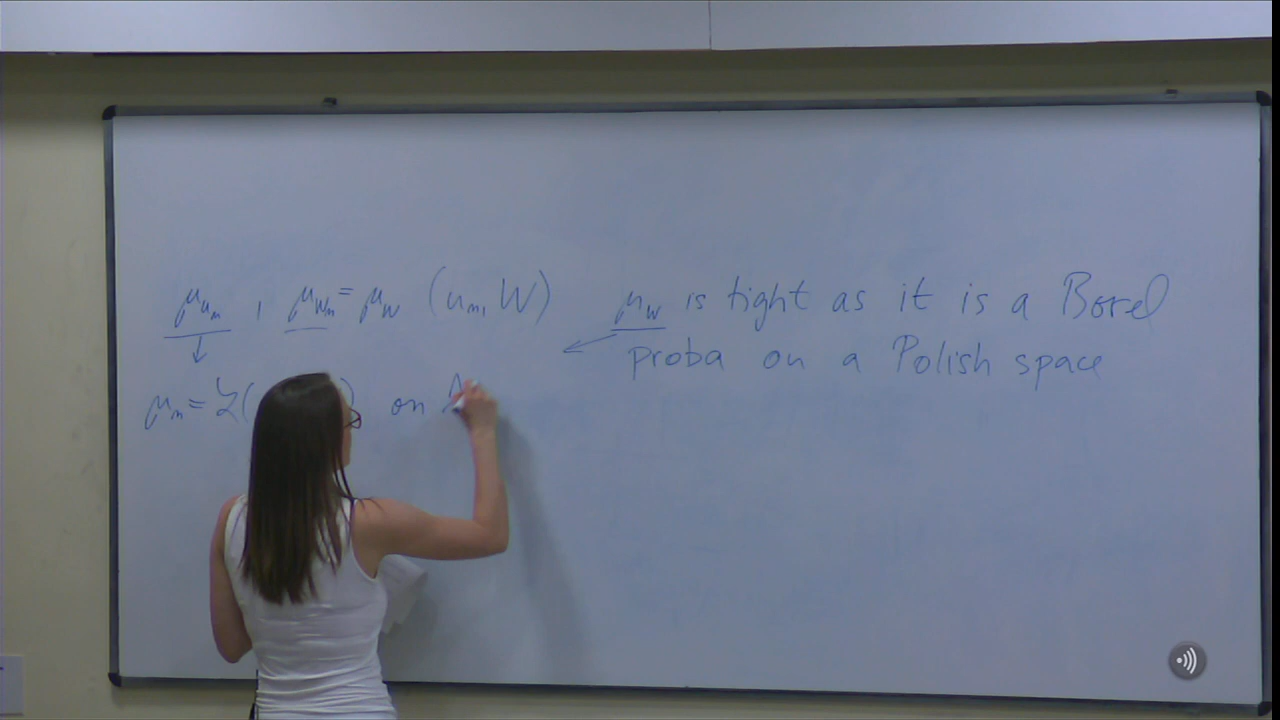 μ_{u_m} , μ_{W_m} = μ_W (u_m, W) μ_W is tight as it is a Borel
proba on a Polish space
μ_m = ℒ( ) on